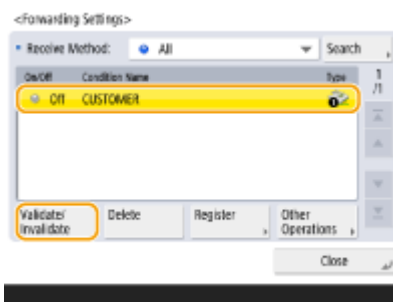 <Forwarding Settings>
Receive Method: All Search
On/Off Condition Name Type
Off CUSTOMER
1
/1
Validate/ Delete Register Other
Invalidate Operations
Close